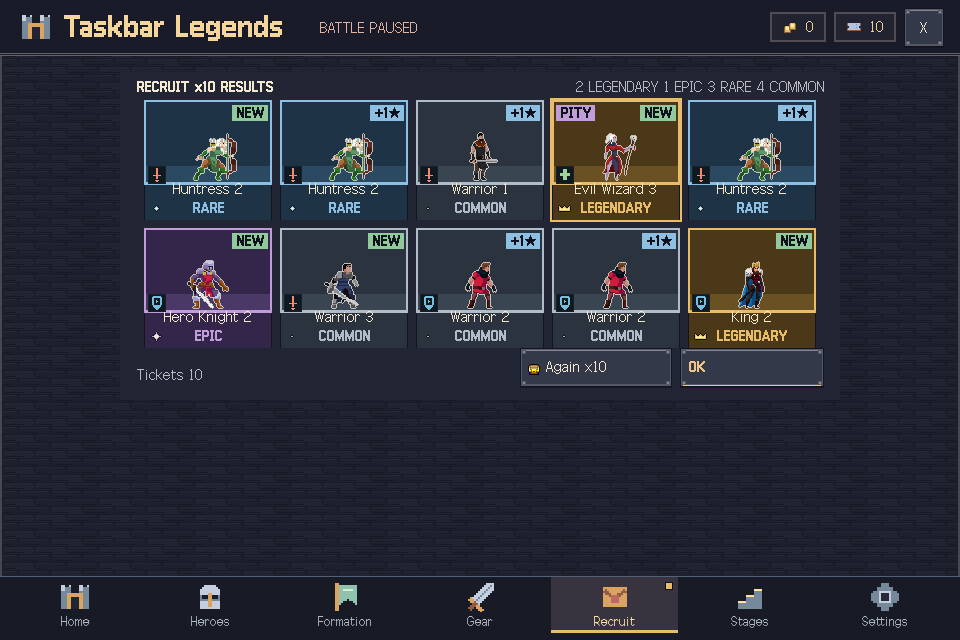 Taskbar Legends
BATTLE PAUSED
0
10
X
RECRUIT x10 RESULTS
2 LEGENDARY 1 EPIC 3 RARE 4 COMMON
NEW
Huntress 2
RARE
+1★
Huntress 2
RARE
+1★
Warrior 1
COMMON
PITY
NEW
Evil Wizard 3
LEGENDARY
+1★
Huntress 2
RARE
NEW
Hero Knight 2
EPIC
NEW
Warrior 3
COMMON
+1★
Warrior 2
COMMON
+1★
Warrior 2
COMMON
NEW
King 2
LEGENDARY
Tickets 10
Again x10
OK
Home
Heroes
Formation
Gear
Recruit
Stages
Settings